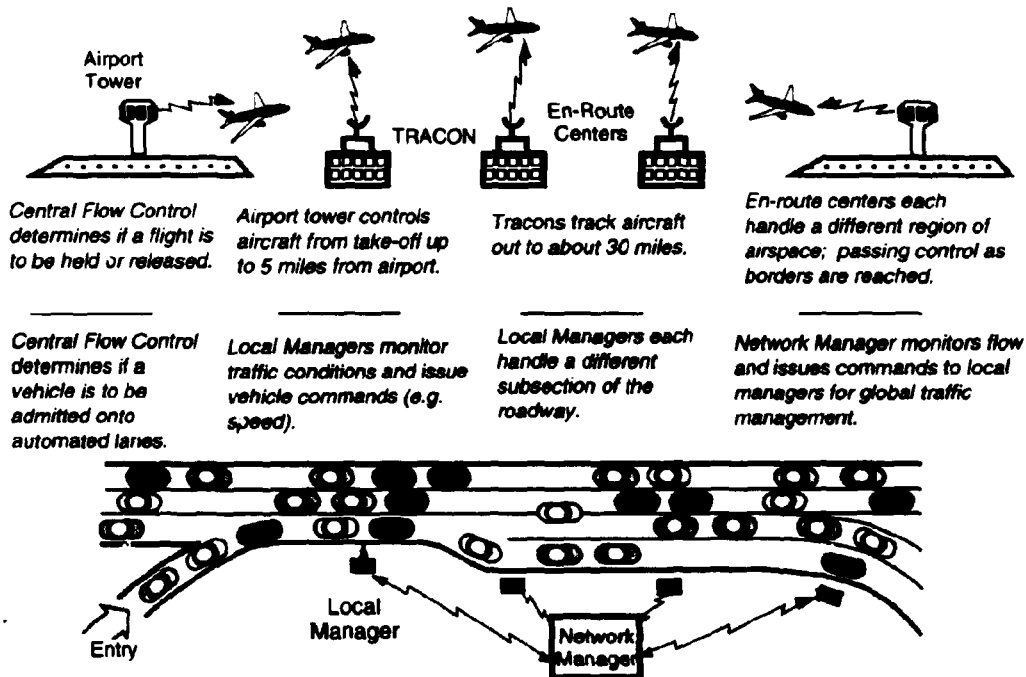 Airport
Tower
TRACON
En-Route
Centers
Central Flow Control
determines if a flight is
to be held or released.
Airport tower controls
aircraft from take-off up
to 5 miles from airport.
Tracons track aircraft
out to about 30 miles.
En-route centers each
handle a different region of
airspace; passing control as
borders are reached.
Central Flow Control
determines if a
vehicle is to be
admitted onto
automated lanes.
Local Managers monitor
traffic conditions and issue
vehicle commands (e.g.
speed).
Local Managers each
handle a different
subsection of the
roadway.
Network Manager monitors flow
and issues commands to local
managers for global traffic
management.
Entry
Local
Manager
Network
Manager